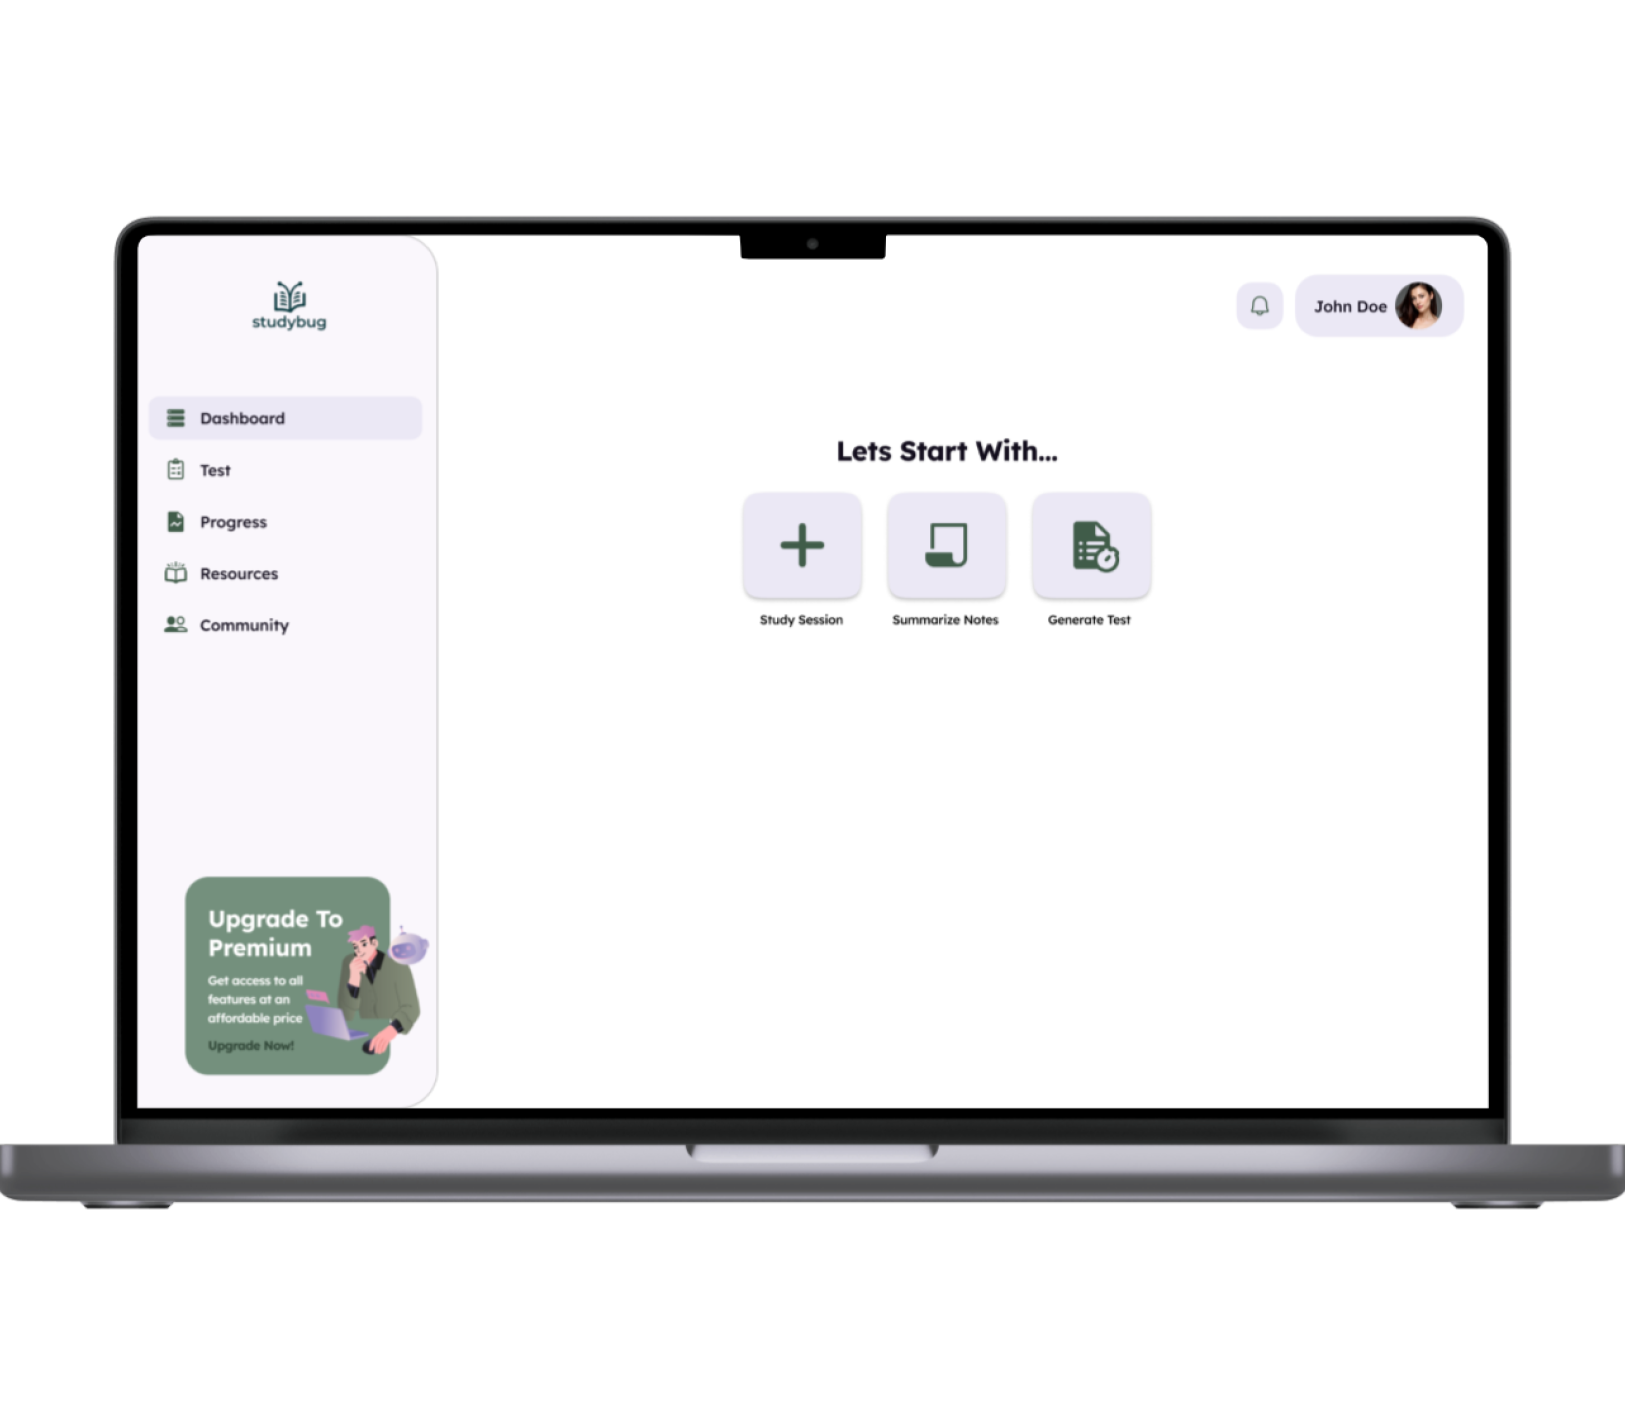 studybug
Dashboard
Test
Progress
Resources
Community
Upgrade To
Premium
Get access to all
features at an
affordable price
Upgrade Now!
John Doe
Lets Start With...
Study Session
Summarize Notes
Generate Test